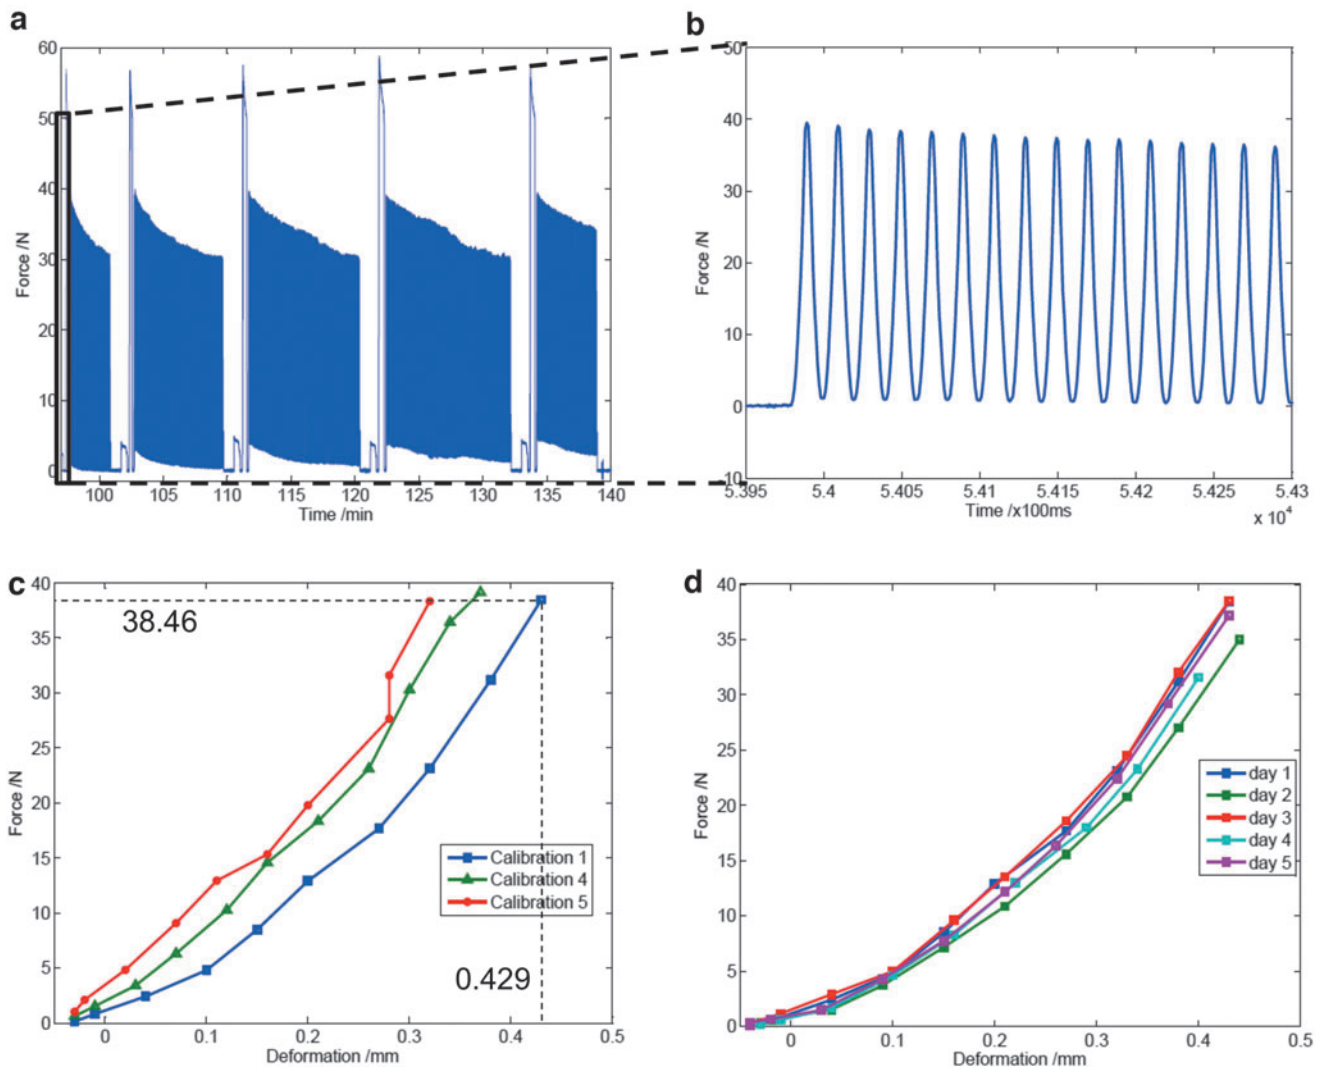 a
60
50
40
30
20
10
0
Force /N
100 105 110 115 120 125 130 135 140
Time /min
b
50
40
30
20
10
0
10
Force /N
5.395 5.4 5.405 5.41 5.415 5.42 5.425 5.43
Time /x100ms
x 10⁴
c
40
35
30
25
20
15
10
5
0
Force /N
38.46
Calibration 1
Calibration 4
Calibration 5
0.429
0 0.1 0.2 0.3 0.4 0.5
Deformation /mm
d
40
35
30
25
20
15
10
5
0
Force /N
day 1
day 2
day 3
day 4
day 5
0 0.1 0.2 0.3 0.4 0.5
Deformation /mm